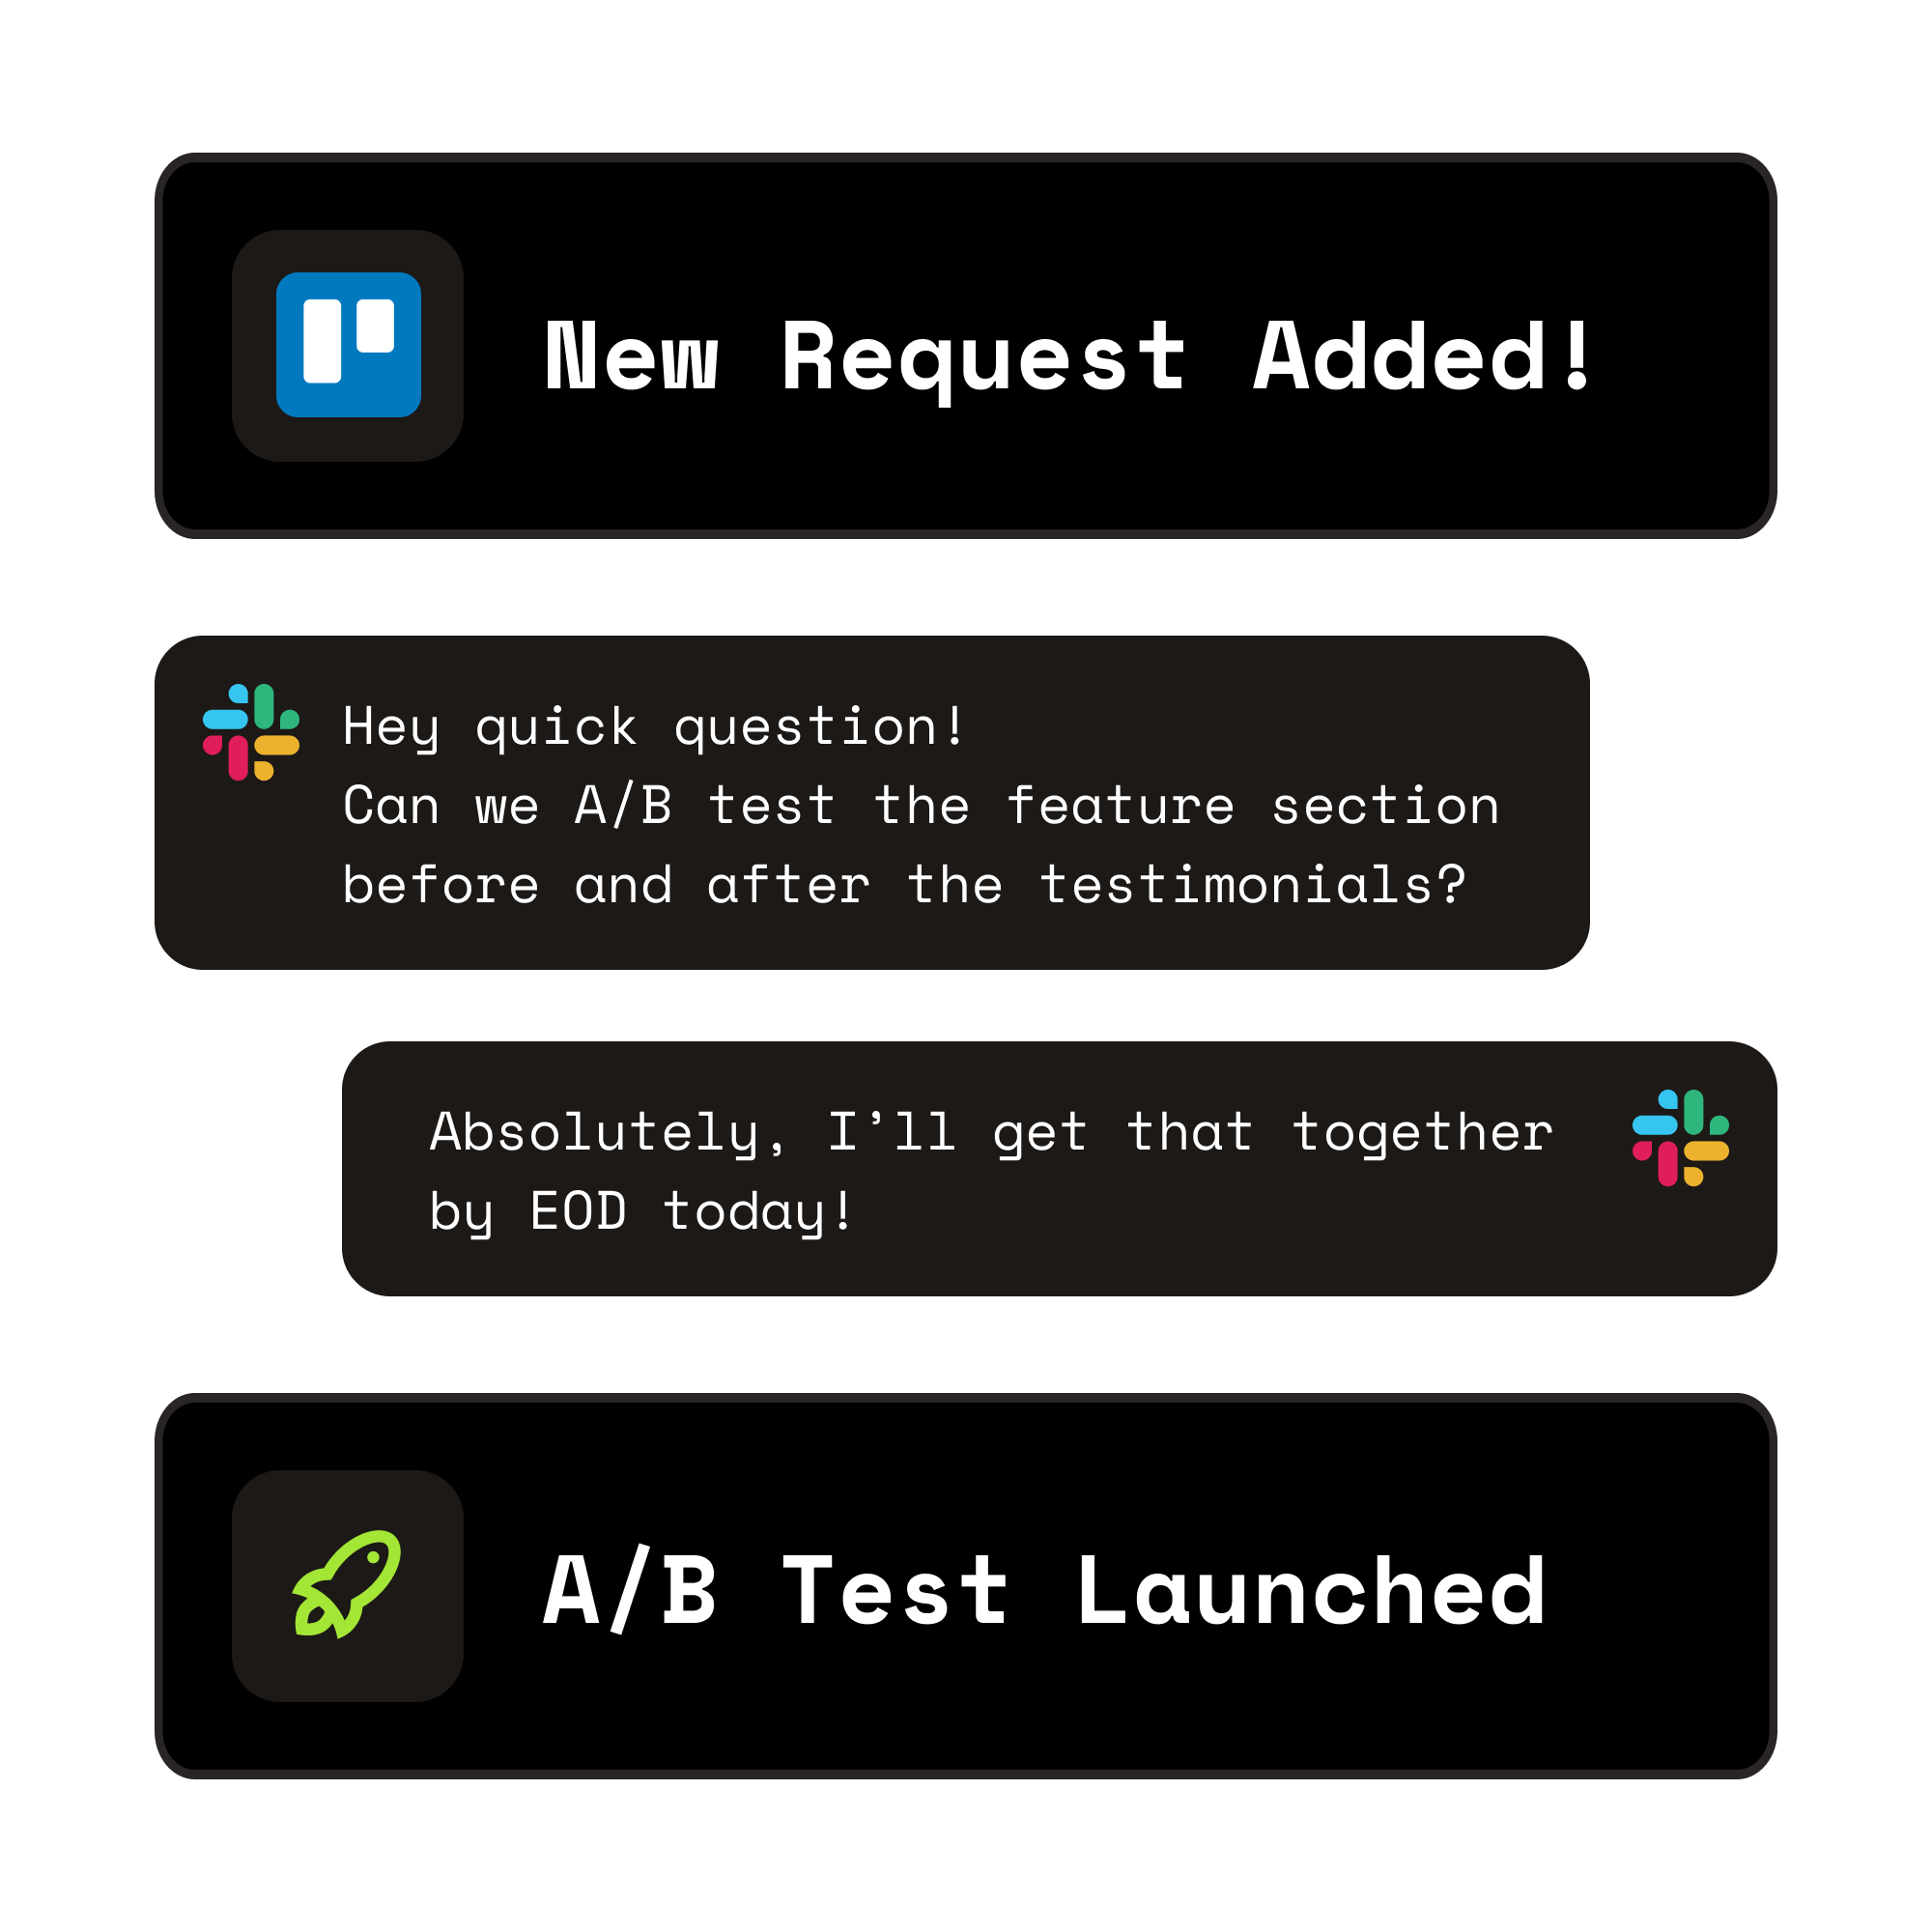 New Request Added!
Hey quick question!
Can we A/B test the feature section
before and after the testimonials?
Absolutely, I’ll get that together
by EOD today!
A/B Test Launched